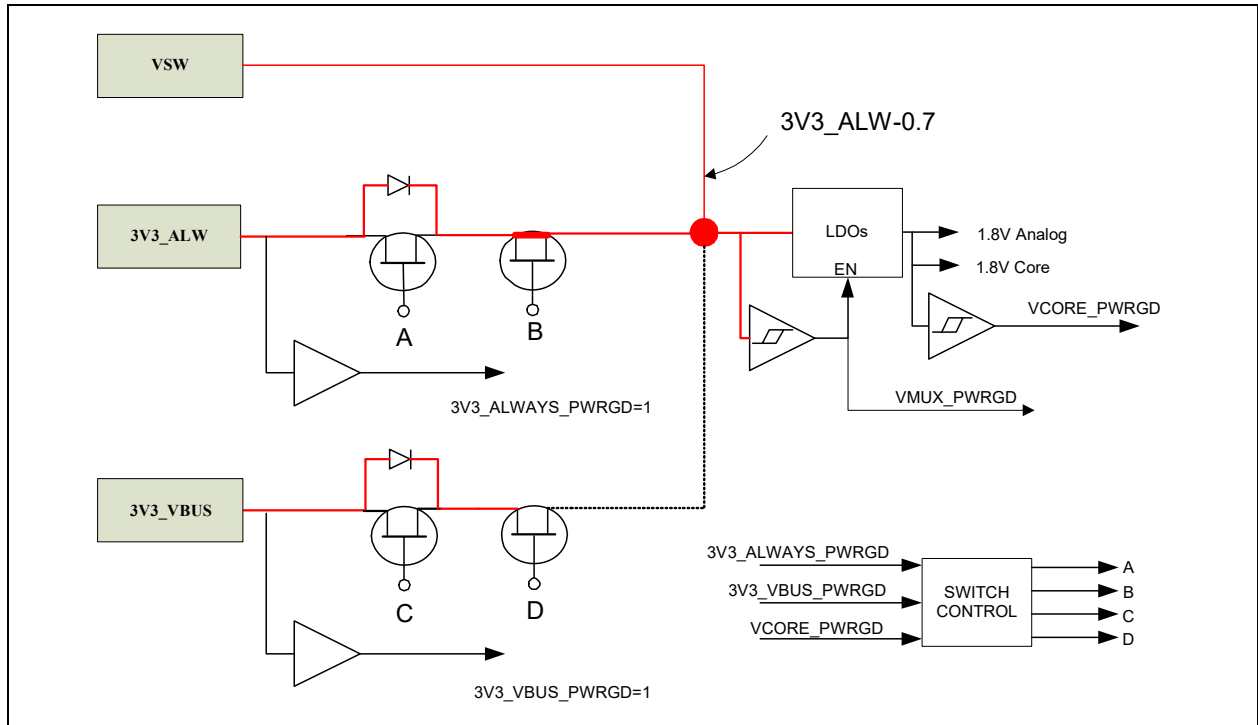 VSW
3V3_ALW-0.7
3V3_ALW
LDOs
EN
1.8V Analog
1.8V Core
A
B
VCORE_PWRGD
3V3_ALWAYS_PWRGD=1
VMUX_PWRGD
3V3_VBUS
C
D
3V3_ALWAYS_PWRGD
3V3_VBUS_PWRGD
VCORE_PWRGD
SWITCH
CONTROL
A
B
C
D
3V3_VBUS_PWRGD=1